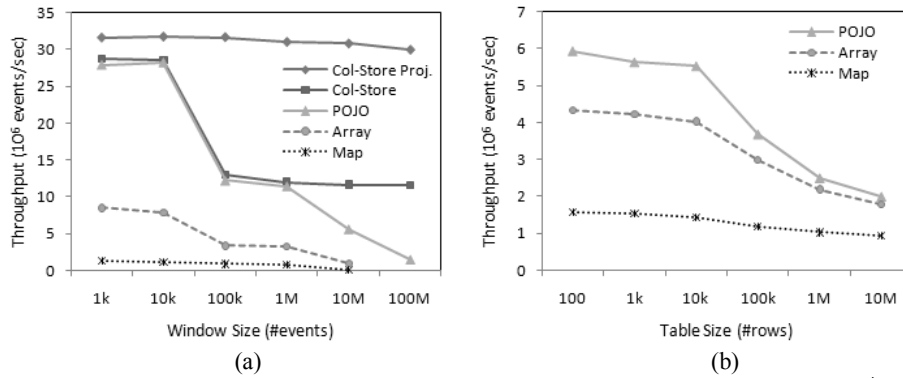 35
30
25
20
15
10
5
0
Throughput (10⁶ events/sec)
Col-Store Proj.
Col-Store
POJO
Array
Map
1k 10k 100k 1M 10M 100M
Window Size (#events)
(a)
7
6
5
4
3
2
1
0
Throughput (10⁶ events/sec)
POJO
Array
Map
100 1k 10k 100k 1M 10M
Table Size (#rows)
(b)